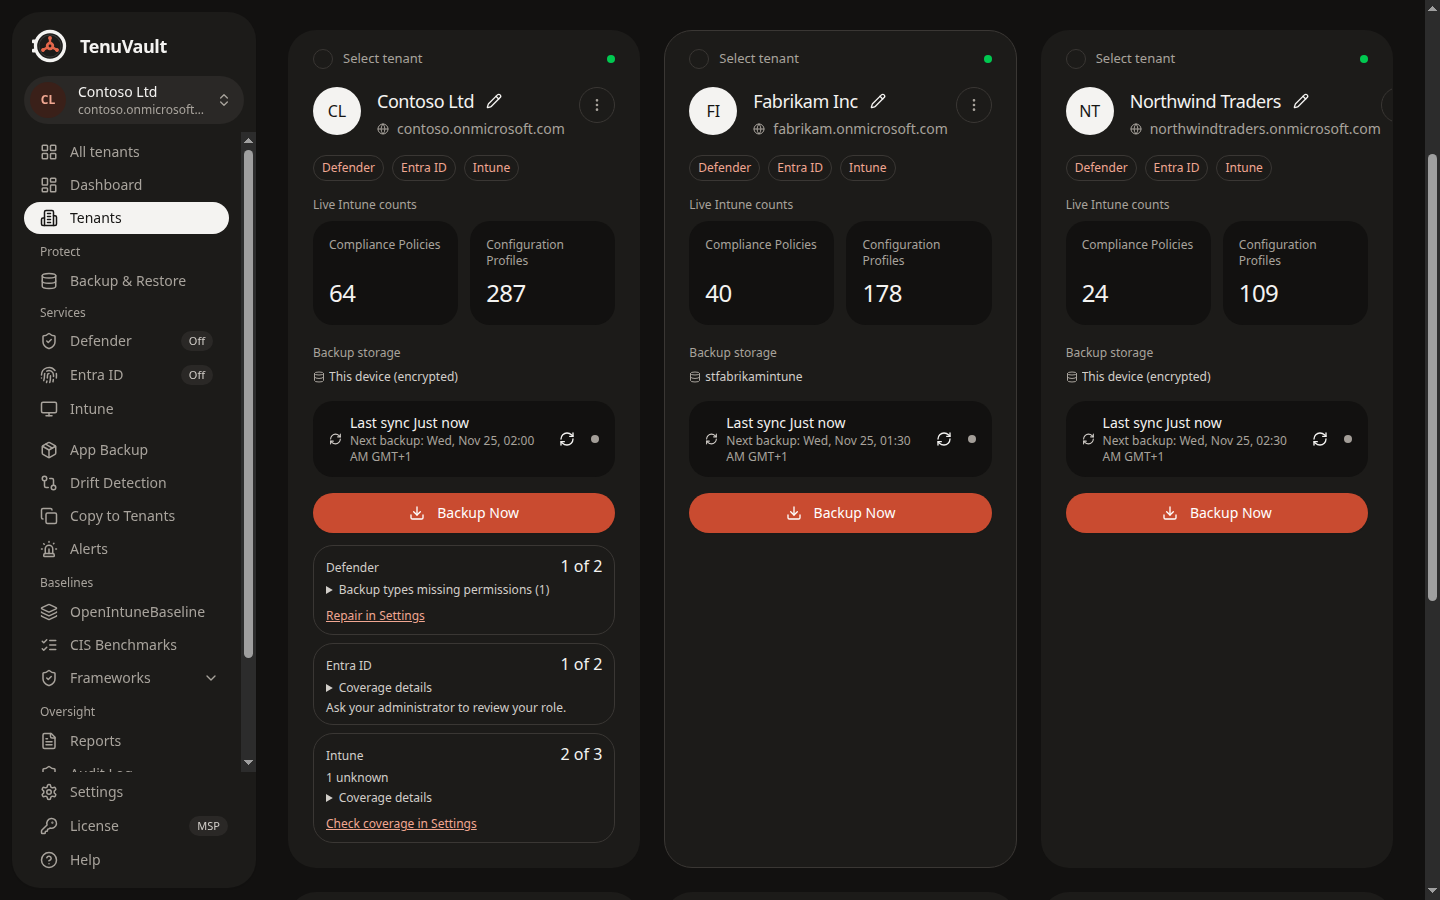 TenuVault
CL
Contoso Ltd
contoso.onmicrosoft...
All tenants
Dashboard
Tenants
Protect
Backup & Restore
Services
Defender
Off
Entra ID
Off
Intune
App Backup
Drift Detection
Copy to Tenants
Alerts
Baselines
OpenIntuneBaseline
CIS Benchmarks
Frameworks
Oversight
Reports
Audit Log
Settings
License
MSP
Help
Select tenant
CL
Contoso Ltd
contoso.onmicrosoft.com
Defender
Entra ID
Intune
Live Intune counts
Compliance Policies
64
Configuration
Profiles
287
Backup storage
This device (encrypted)
Last sync Just now
Next backup: Wed, Nov 25, 02:00
AM GMT+1
Backup Now
Defender
1 of 2
Backup types missing permissions (1)
Repair in Settings
Entra ID
1 of 2
Coverage details
Ask your administrator to review your role.
Intune
2 of 3
1 unknown
Coverage details
Check coverage in Settings
Select tenant
FI
Fabrikam Inc
fabrikam.onmicrosoft.com
Defender
Entra ID
Intune
Live Intune counts
Compliance Policies
40
Configuration
Profiles
178
Backup storage
stfabrikamintune
Last sync Just now
Next backup: Wed, Nov 25, 01:30
AM GMT+1
Backup Now
Select tenant
NT
Northwind Traders
northwindtraders.onmicrosoft.com
Defender
Entra ID
Intune
Live Intune counts
Compliance Policies
24
Configuration
Profiles
109
Backup storage
This device (encrypted)
Last sync Just now
Next backup: Wed, Nov 25, 02:30
AM GMT+1
Backup Now